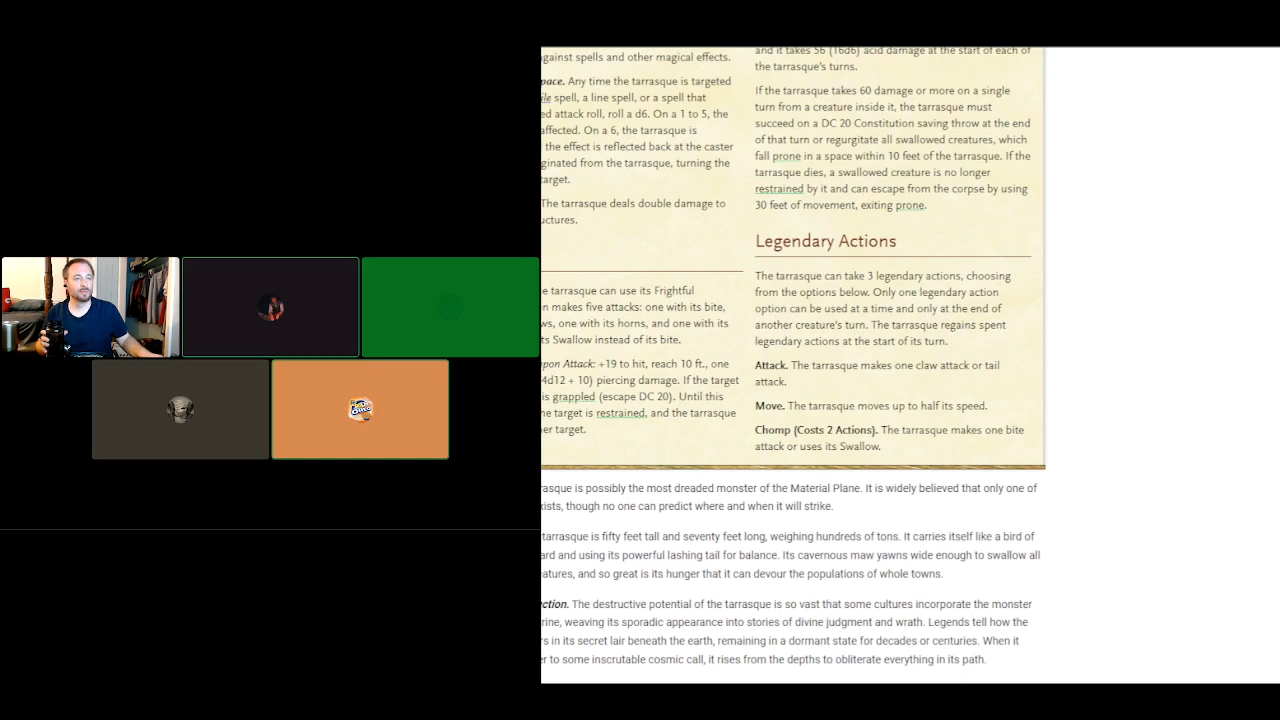 against spells and other magical effects.
pace. Any time the tarrasque is targeted
ile spell, a line spell, or a spell that
ed attack roll, roll a d6. On a 1 to 5, the
affected. On a 6, the tarrasque is
the effect is reflected back at the caster
ginated from the tarrasque, turning the
target.
The tarrasque deals double damage to
uctures.
e tarrasque can use its Frightful
n makes five attacks: one with its bite,
ws, one with its horns, and one with its
ts Swallow instead of its bite.
pon Attack: +19 to hit, reach 10 ft., one
4d12 + 10) piercing damage. If the target
is grappled (escape DC 20). Until this
he target is restrained, and the tarrasque
her target.
and it takes 56 (16d6) acid damage at the start of each of
the tarrasque's turns.
If the tarrasque takes 60 damage or more on a single
turn from a creature inside it, the tarrasque must
succeed on a DC 20 Constitution saving throw at the end
of that turn or regurgitate all swallowed creatures, which
fall prone in a space within 10 feet of the tarrasque. If the
tarrasque dies, a swallowed creature is no longer
restrained by it and can escape from the corpse by using
30 feet of movement, exiting prone.
Legendary Actions
The tarrasque can take 3 legendary actions, choosing
from the options below. Only one legendary action
option can be used at a time and only at the end of
another creature's turn. The tarrasque regains spent
legendary actions at the start of its turn.
Attack. The tarrasque makes one claw attack or tail
attack.
Move. The tarrasque moves up to half its speed.
Chomp (Costs 2 Actions). The tarrasque makes one bite
attack or uses its Swallow.
rasque is possibly the most dreaded monster of the Material Plane. It is widely believed that only one of
xists, though no one can predict where and when it will strike.
tarrasque is fifty feet tall and seventy feet long, weighing hundreds of tons. It carries itself like a bird of
ard and using its powerful lashing tail for balance. Its cavernous maw yawns wide enough to swallow all
eatures, and so great is its hunger that it can devour the populations of whole towns.
ction. The destructive potential of the tarrasque is so vast that some cultures incorporate the monster
trine, weaving its sporadic appearance into stories of divine judgment and wrath. Legends tell how the
rs in its secret lair beneath the earth, remaining in a dormant state for decades or centuries. When it
er to some inscrutable cosmic call, it rises from the depths to obliterate everything in its path.